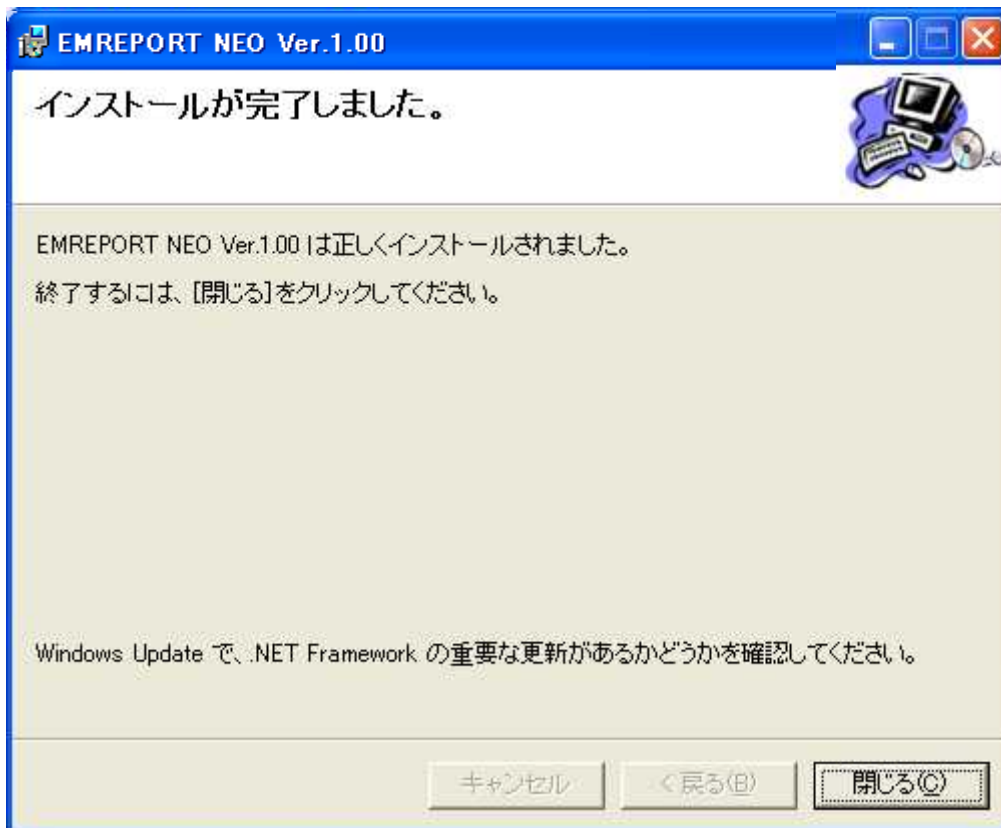 EMREPORT NEO Ver.1.00
インストールが完了しました。
EMREPORT NEO Ver.1.00 は正しくインストールされました。
終了するには、[閉じる]をクリックしてください。
Windows Update で、.NET Framework の重要な更新があるかどうかを確認してください。
キャンセル
< 戻る(B)
閉じる(C)